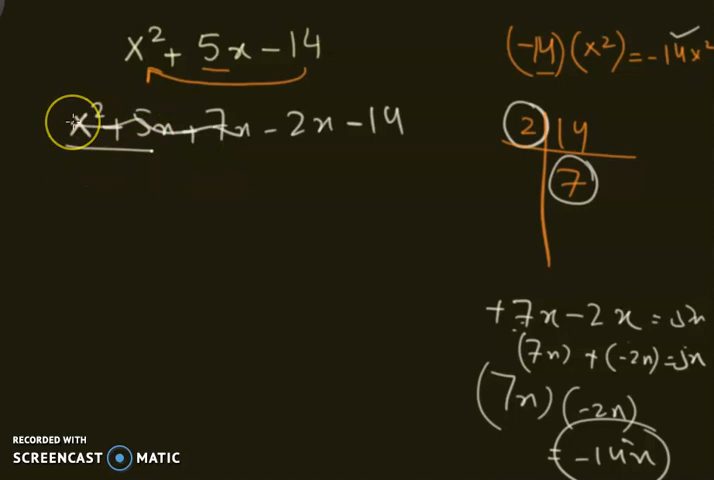 x² + 5x - 14
x² + 5x + 7x - 2x - 14
(-14)(x²) = -14x²
2 | 14
7
+7x - 2x = 5x
(7x) + (-2x) = 5x
(7x)(-2x)
= -14x
RECORDED WITH
SCREENCAST MATIC